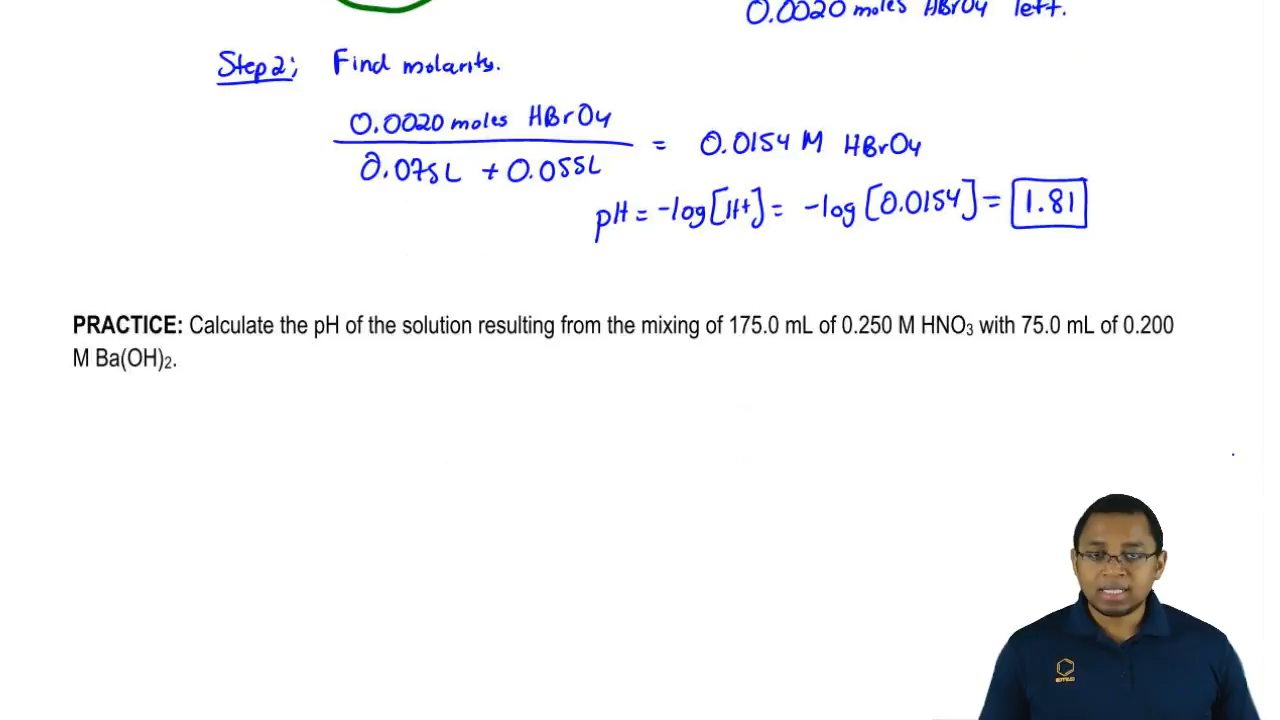 0.0020 moles HBrO4 left.
Step 2; Find molarity.
0.0020 moles HBrO4
0.075L + 0.055L
= 0.0154 M HBrO4
pH = -log[H+] = -log[0.0154] = 1.81
PRACTICE: Calculate the pH of the solution resulting from the mixing of 175.0 mL of 0.250 M HNO₃ with 75.0 mL of 0.200
M Ba(OH)₂.